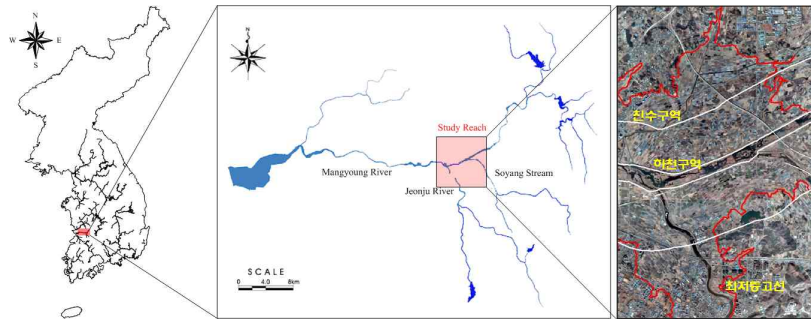 N
W E
S
N
Study Reach
Mangyoung River
Soyang Stream
Jeonju River
S C A L E
0 4.0 8km
친수구역
하천구역
최저등고선